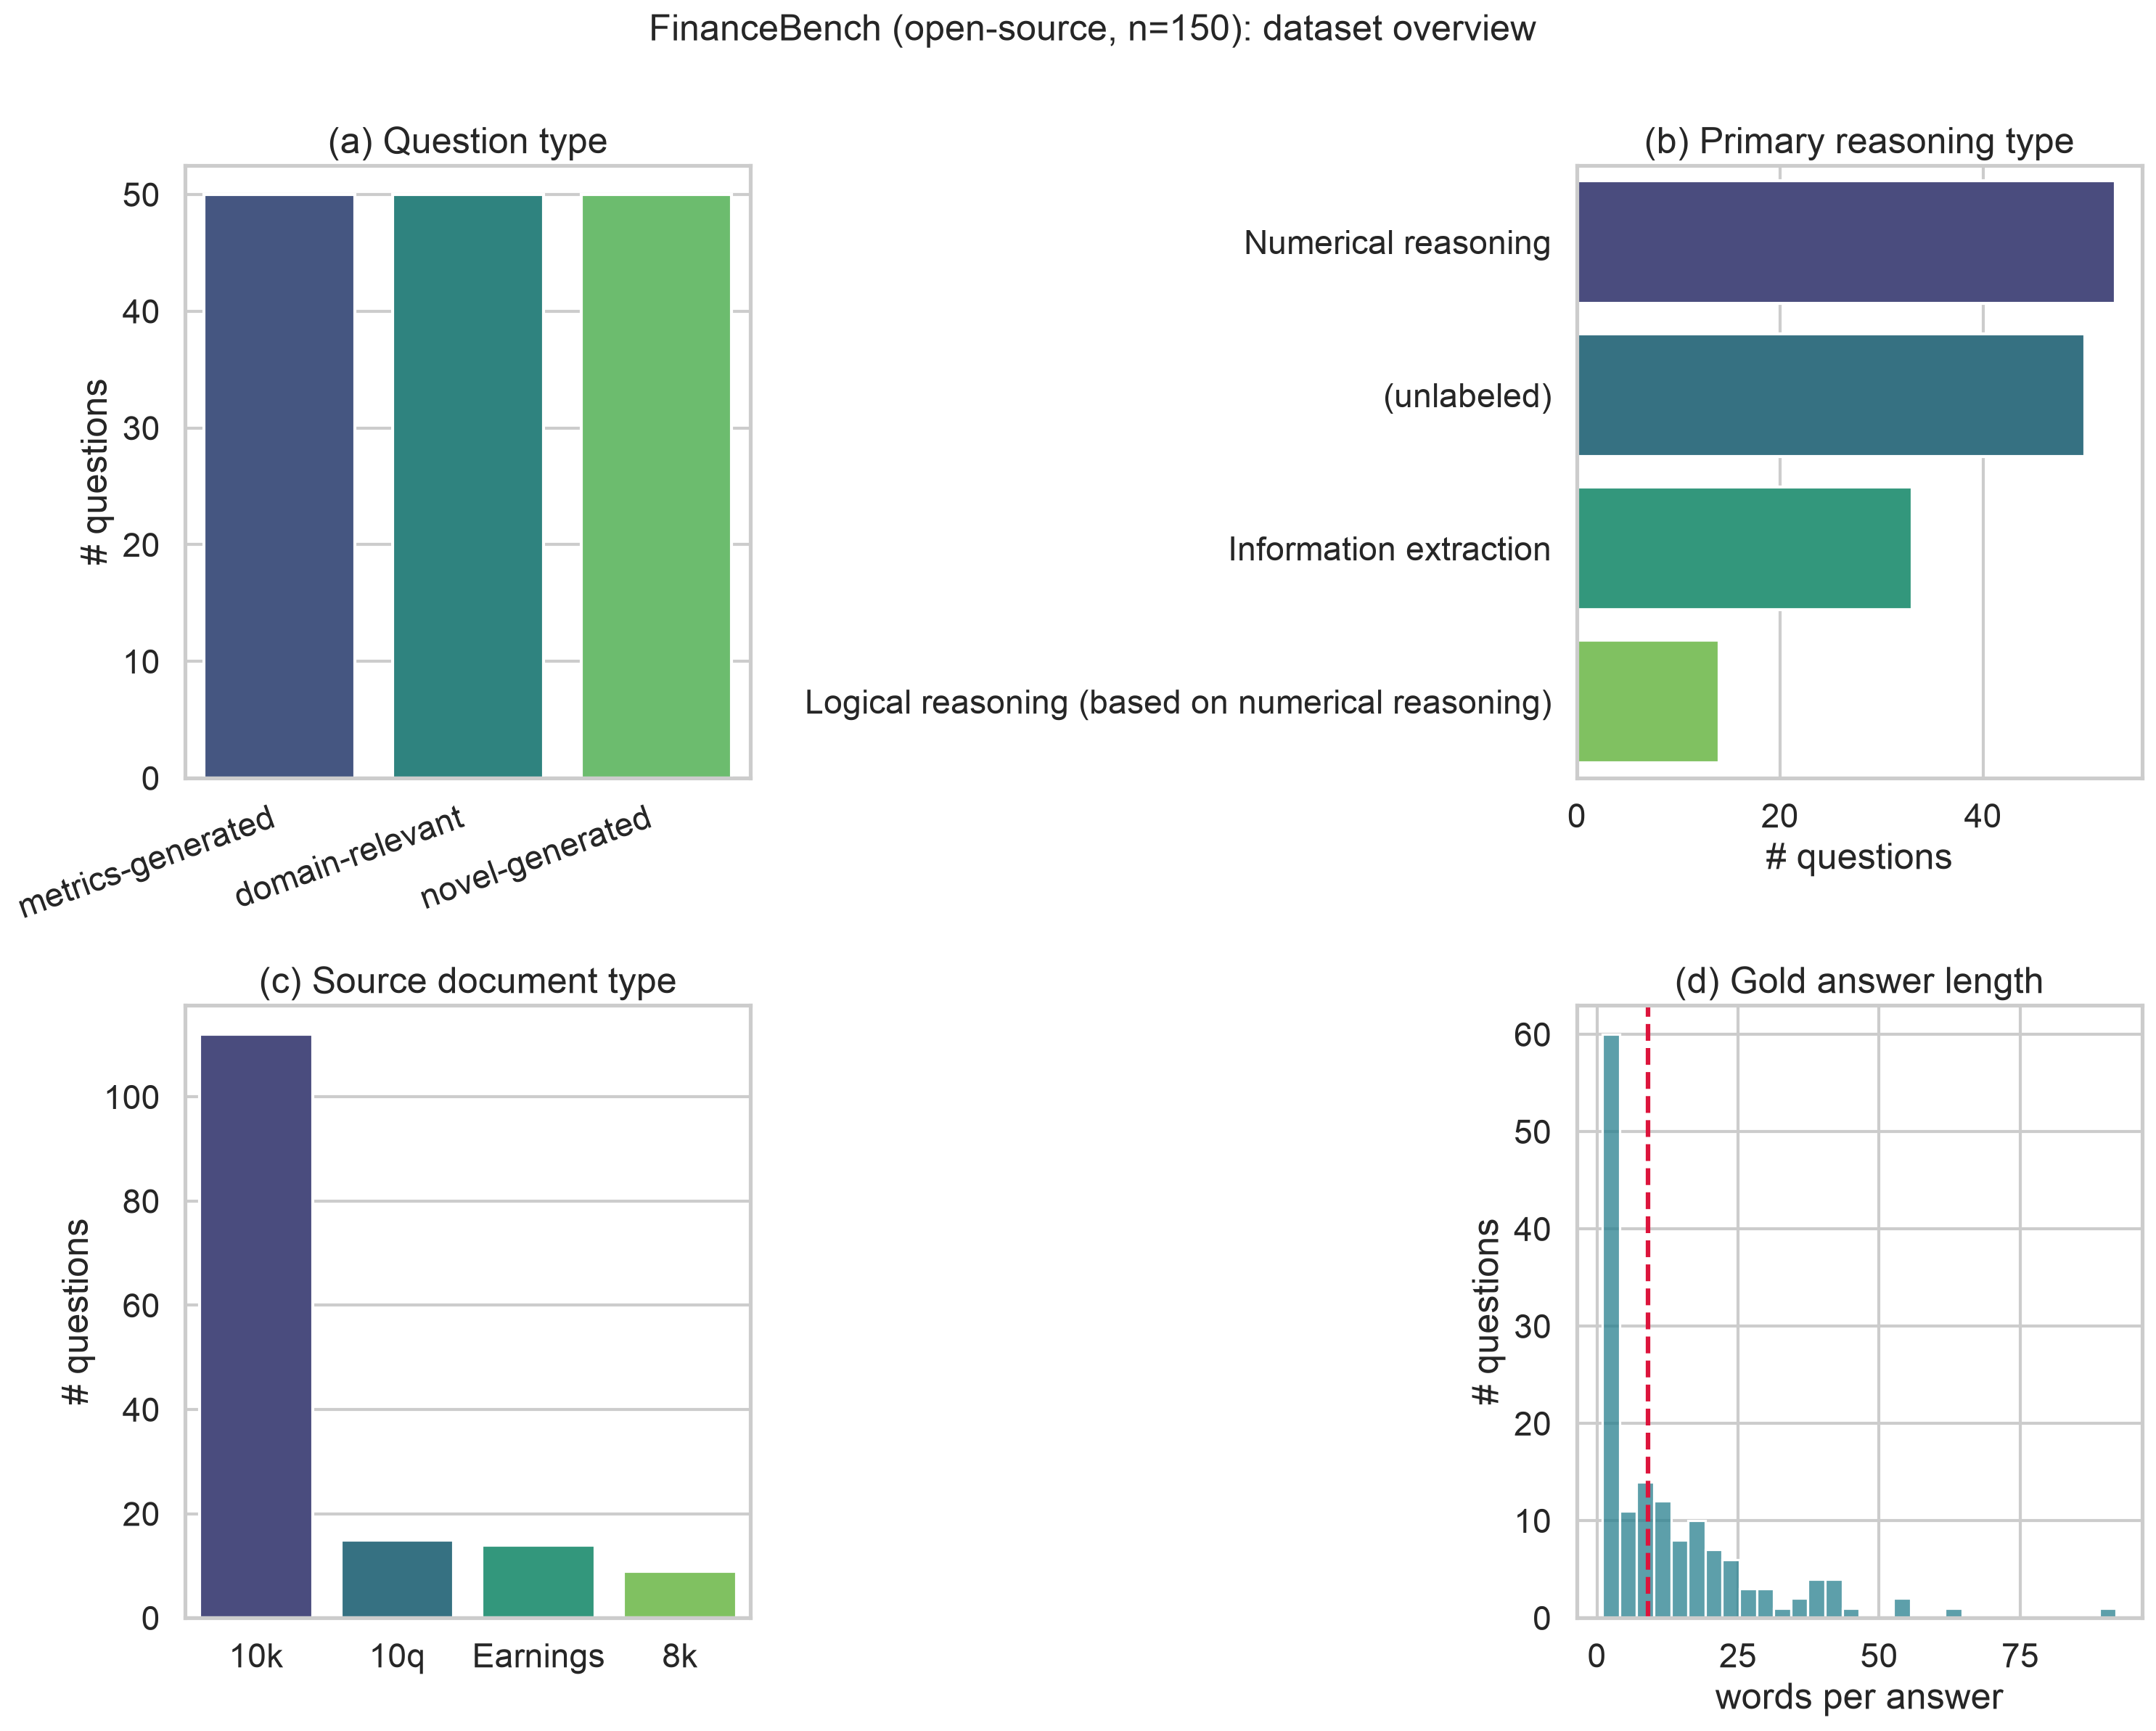 FinanceBench (open-source, n=150): dataset overview
(a) Question type
# questions
50
40
30
20
10
0
metrics-generated
domain-relevant
novel-generated
(b) Primary reasoning type
Numerical reasoning
(unlabeled)
Information extraction
Logical reasoning (based on numerical reasoning)
0 20 40
# questions
(c) Source document type
# questions
100
80
60
40
20
0
10k 10q Earnings 8k
(d) Gold answer length
# questions
60
50
40
30
20
10
0
0 25 50 75
words per answer